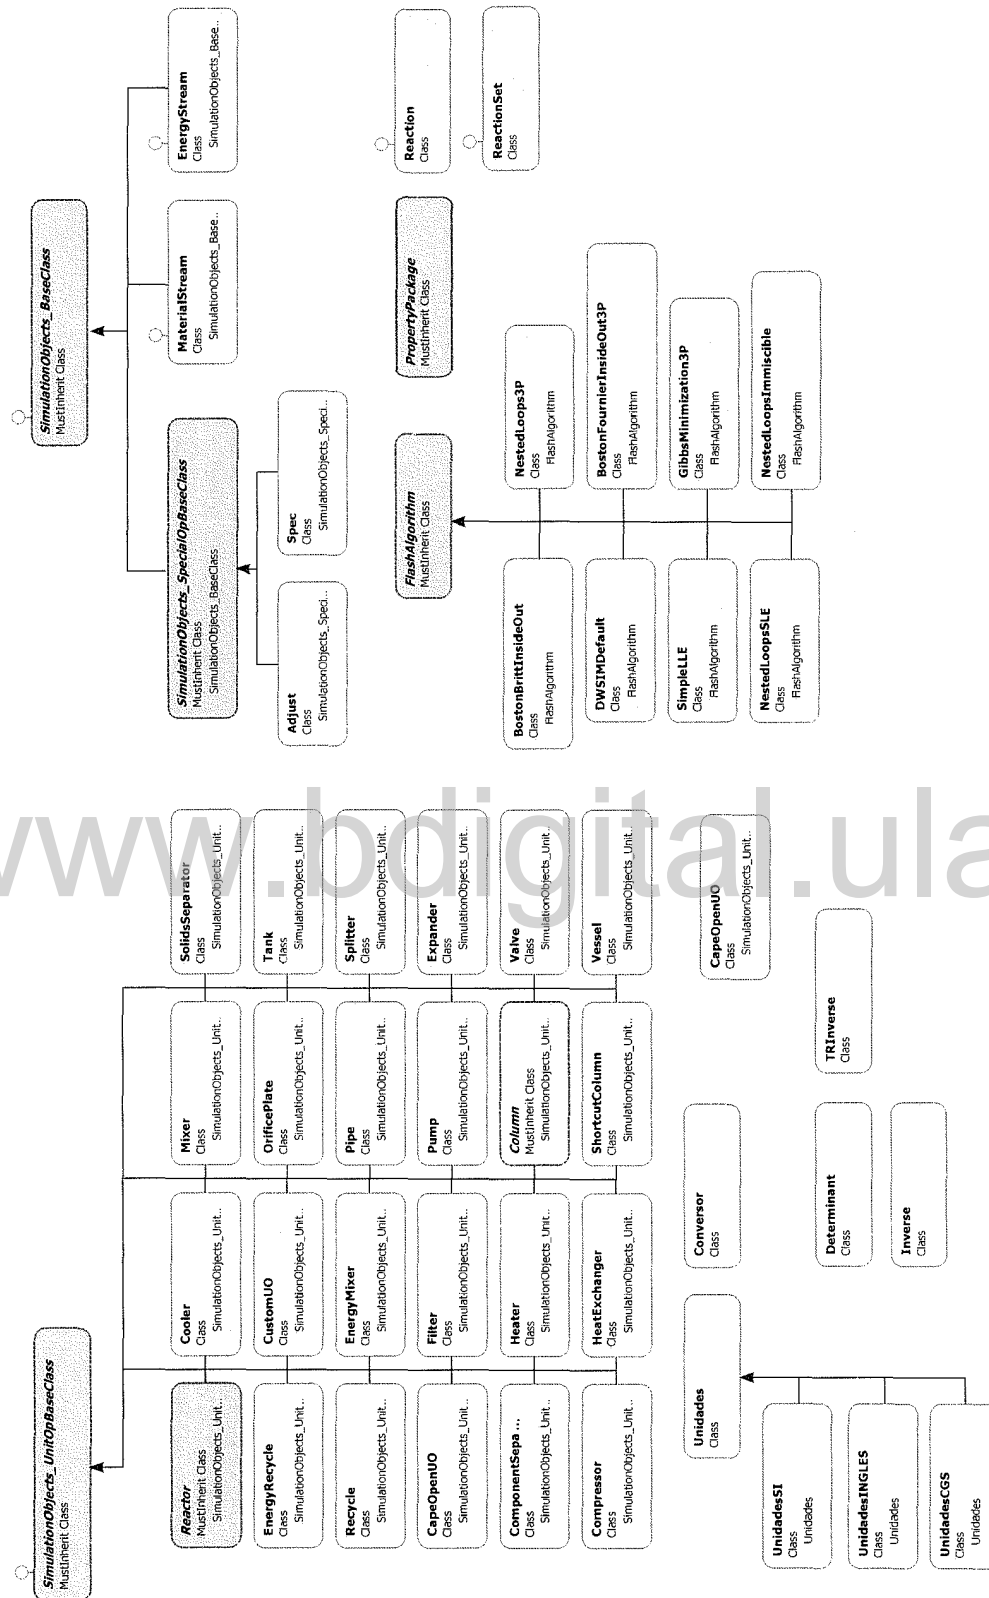 SimulationObjects_UnitOpBaseClass
MustInherit Class
Reactor
MustInherit Class
SimulationObjects_Unit...
Cooler
Class
SimulationObjects_Unit...
Mixer
Class
SimulationObjects_Unit...
SolidsSeparator
Class
SimulationObjects_Unit...
EnergyRecycle
Class
SimulationObjects_Unit...
CustomUO
Class
SimulationObjects_Unit...
OrificePlate
Class
SimulationObjects_Unit...
Tank
Class
SimulationObjects_Unit...
Recycle
Class
SimulationObjects_Unit...
EnergyMixer
Class
SimulationObjects_Unit...
Pipe
Class
SimulationObjects_Unit...
Splitter
Class
SimulationObjects_Unit...
CapeOpenUO
Class
SimulationObjects_Unit...
Filter
Class
SimulationObjects_Unit...
Pump
Class
SimulationObjects_Unit...
Expander
Class
SimulationObjects_Unit...
ComponentSepa...
Class
SimulationObjects_Unit...
Heater
Class
SimulationObjects_Unit...
Column
MustInherit Class
SimulationObjects_Unit...
Valve
Class
SimulationObjects_Unit...
Compressor
Class
SimulationObjects_Unit...
HeatExchanger
Class
SimulationObjects_Unit...
ShortcutColumn
Class
SimulationObjects_Unit...
Vessel
Class
SimulationObjects_Unit...
Unidades
Class
Conversor
Class
CapeOpenUO
Class
SimulationObjects_Unit...
UnidadesSI
Class
Unidades
UnidadesINGLES
Class
Unidades
UnidadesCGS
Class
Unidades
Determinant
Class
TRInverse
Class
Inverse
Class
SimulationObjects_BaseClass
MustInherit Class
SimulationObjects_SpecialOpBaseClass
MustInherit Class
SimulationObjects_BaseClass
MaterialStream
Class
SimulationObjects_Base...
EnergyStream
Class
SimulationObjects_Base...
Adjust
Class
SimulationObjects_Speci...
Spec
Class
SimulationObjects_Speci...
FlashAlgorithm
MustInherit Class
PropertyPackage
MustInherit Class
Reaction
Class
ReactionSet
Class
BostonBrittInsideOut
Class
FlashAlgorithm
NestedLoops3P
Class
FlashAlgorithm
DWSIMDefault
Class
FlashAlgorithm
BostonFournierInsideOut3P
Class
FlashAlgorithm
SimpleLLE
Class
FlashAlgorithm
GibbsMinimization3P
Class
FlashAlgorithm
NestedLoopsSLE
Class
FlashAlgorithm
NestedLoopsImmiscible
Class
FlashAlgorithm
www.bdigital.ula